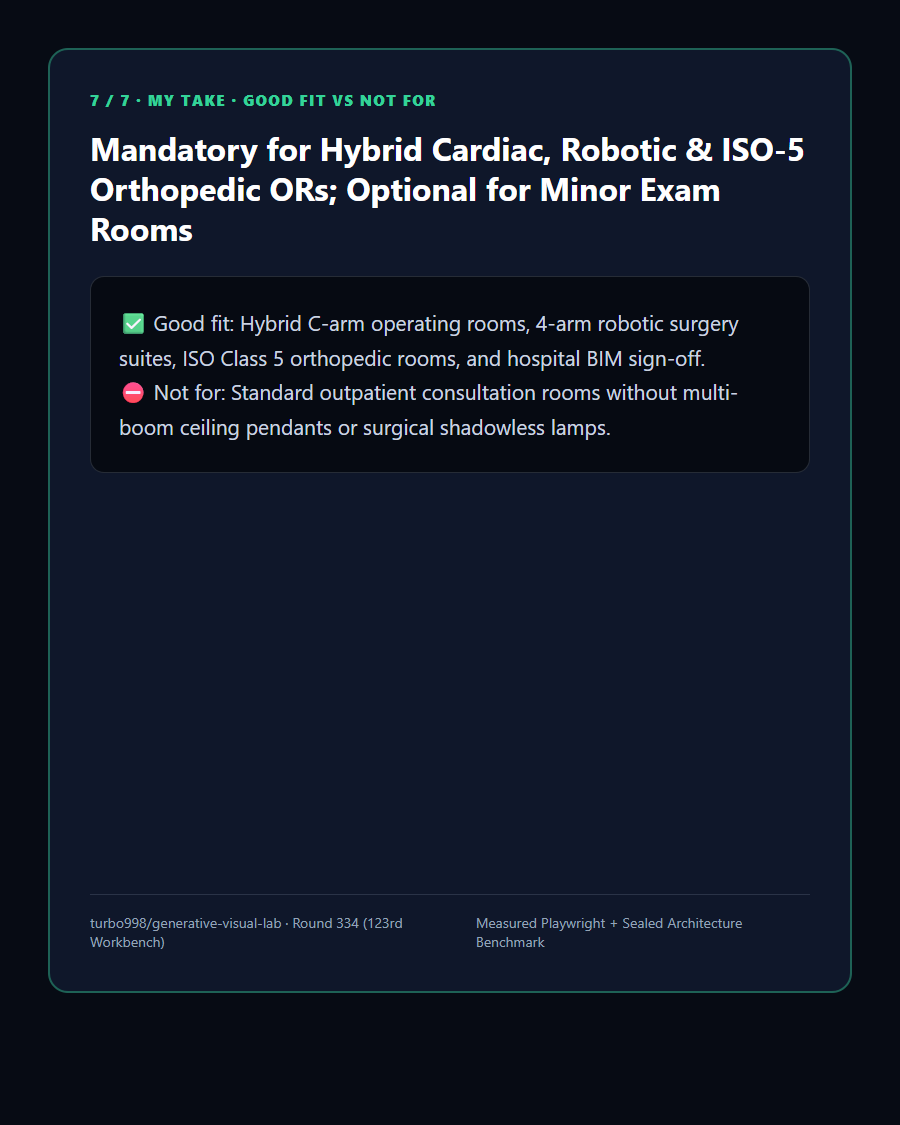 7 / 7 · MY TAKE · GOOD FIT VS NOT FOR
Mandatory for Hybrid Cardiac, Robotic & ISO-5
Orthopedic ORs; Optional for Minor Exam
Rooms
✅ Good fit: Hybrid C-arm operating rooms, 4-arm robotic surgery
suites, ISO Class 5 orthopedic rooms, and hospital BIM sign-off.
⛔ Not for: Standard outpatient consultation rooms without multi-
boom ceiling pendants or surgical shadowless lamps.
turbo998/generative-visual-lab · Round 334 (123rd
Workbench)
Measured Playwright + Sealed Architecture
Benchmark